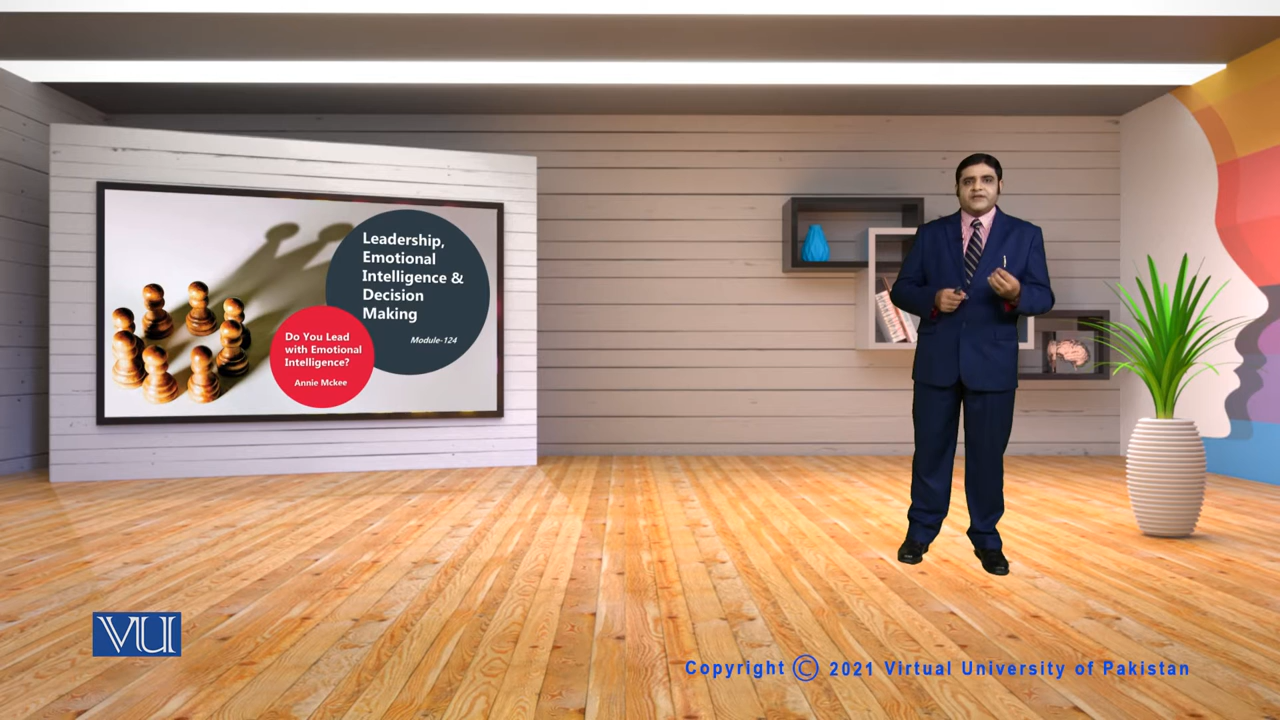 Leadership,
Emotional
Intelligence &
Decision
Making
Module-124
Do You Lead
with Emotional
Intelligence?
Annie Mckee
VU
Copyright © 2021 Virtual University of Pakistan